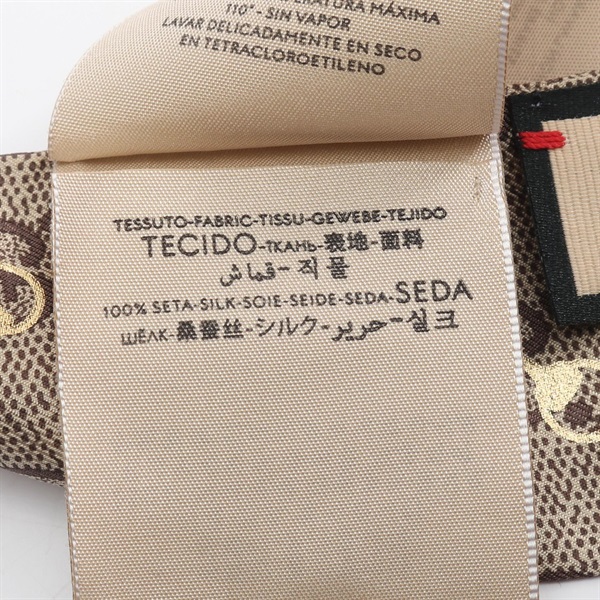 MÁXIMA
110° - SIN VAPOR
LAVAR DELICADAMENTE EN SECO
EN TETRACLOROETILENO
TESSUTO-FABRIC-TISSU-GEWEBE-TEJIDO
TECIDO-ТКАНЬ-表地-面料
قماش-직물
100% SETA-SILK-SOIE-SEIDE-SEDA-SEDA
ШЁЛК-桑蚕丝-シルク-حرير-실크